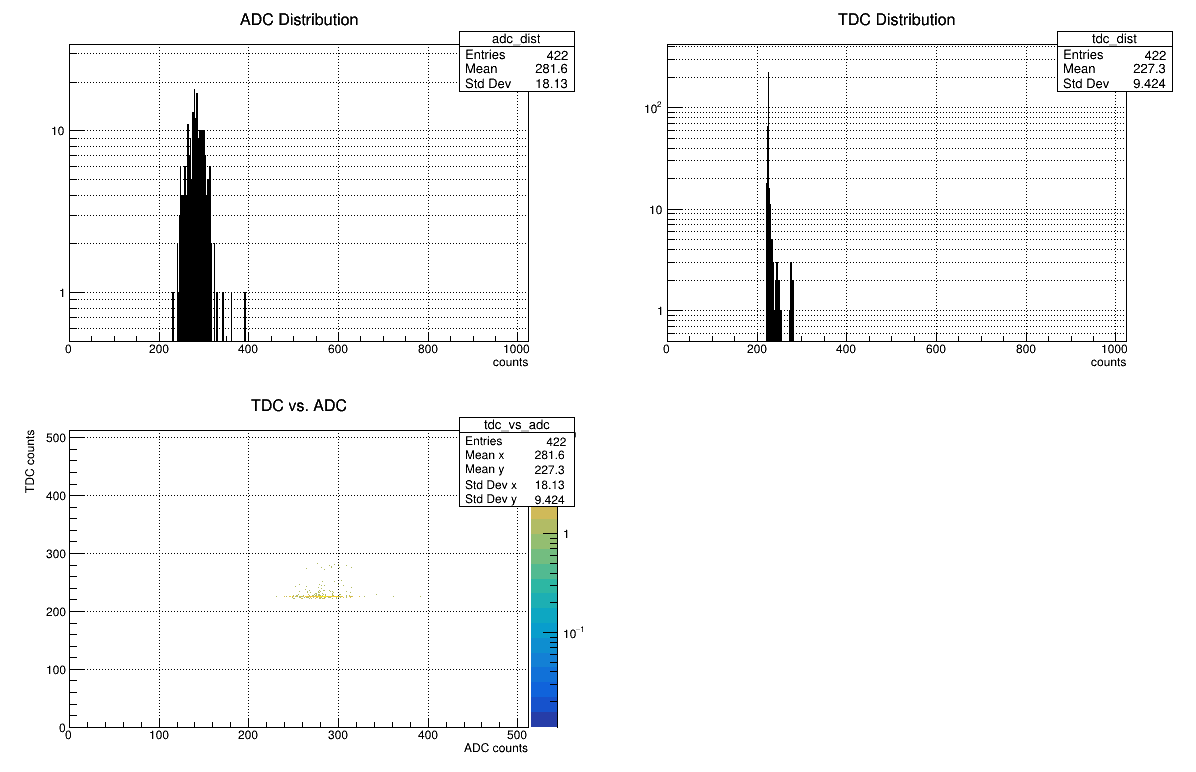 ADC Distribution
adc_dist
Entries 422
Mean 281.6
Std Dev 18.13
10
1
0 200 400 600 800 1000
counts
TDC Distribution
tdc_dist
Entries 422
Mean 227.3
Std Dev 9.424
10²
10
1
0 200 400 600 800 1000
counts
TDC vs. ADC
tdc_vs_adc
Entries 422
Mean x 281.6
Mean y 227.3
Std Dev x 18.13
Std Dev y 9.424
TDC counts
500
400
300
200
100
0
0 100 200 300 400 500
ADC counts
1
10⁻¹